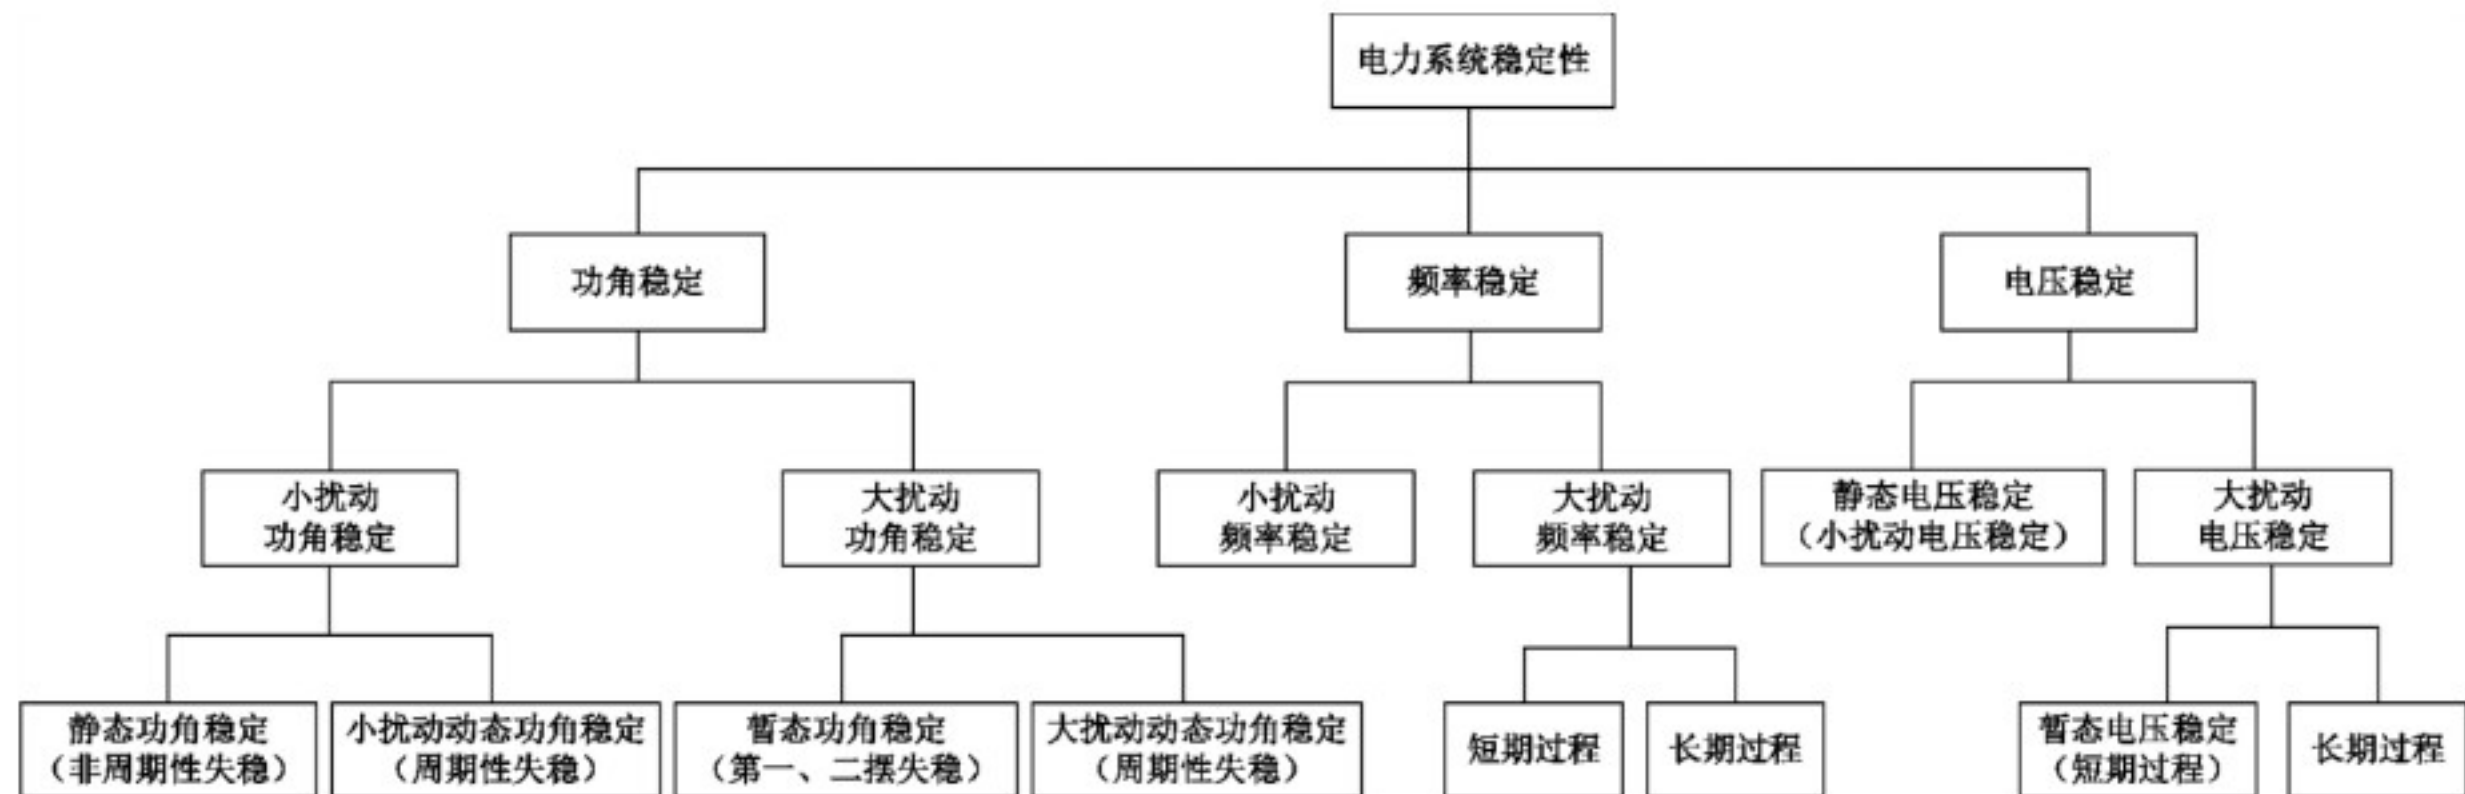 电力系统稳定性
功角稳定
频率稳定
电压稳定
小扰动
功角稳定
大扰动
功角稳定
小扰动
频率稳定
大扰动
频率稳定
静态电压稳定
（小扰动电压稳定）
大扰动
电压稳定
静态功角稳定
（非周期性失稳）
小扰动动态功角稳定
（周期性失稳）
暂态功角稳定
（第一、二摆失稳）
大扰动动态功角稳定
（周期性失稳）
短期过程
长期过程
暂态电压稳定
（短期过程）
长期过程